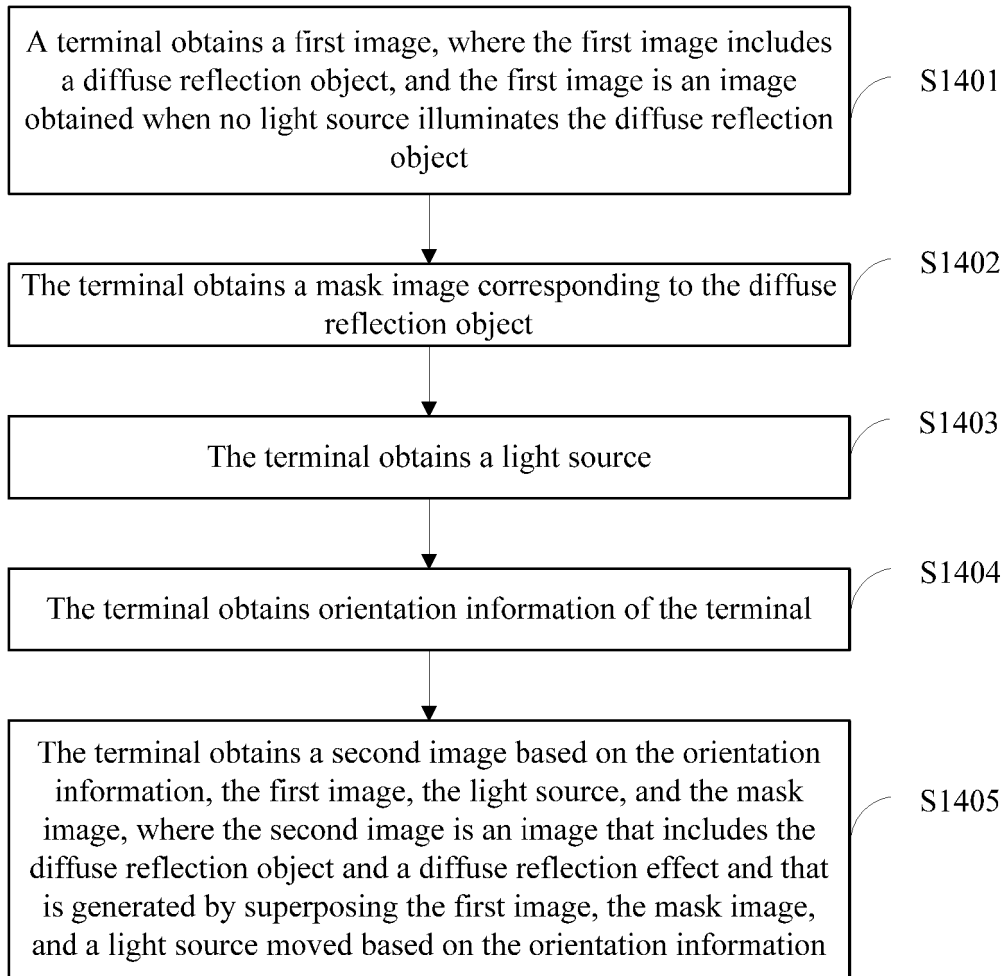 A terminal obtains a first image, where the first image includes
a diffuse reflection object, and the first image is an image
obtained when no light source illuminates the diffuse reflection
object
S1401
The terminal obtains a mask image corresponding to the diffuse
reflection object
S1402
The terminal obtains a light source
S1403
The terminal obtains orientation information of the terminal
S1404
The terminal obtains a second image based on the orientation
information, the first image, the light source, and the mask
image, where the second image is an image that includes the
diffuse reflection object and a diffuse reflection effect and that
is generated by superposing the first image, the mask image,
and a light source moved based on the orientation information
S1405